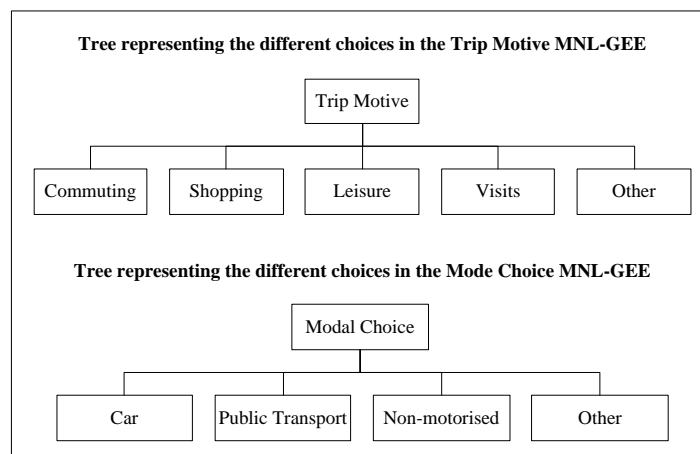 Tree representing the different choices in the Trip Motive MNL-GEE
Trip Motive
Commuting
Shopping
Leisure
Visits
Other
Tree representing the different choices in the Mode Choice MNL-GEE
Modal Choice
Car
Public Transport
Non-motorised
Other